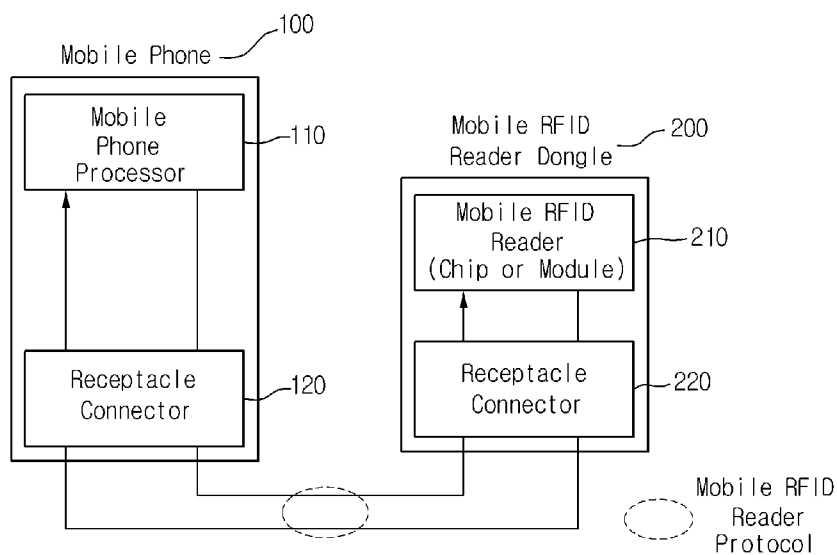 Mobile Phone
100
Mobile
Phone
Processor
110
Receptacle
Connector
120
Mobile RFID
Reader Dongle
200
Mobile RFID
Reader
(Chip or Module)
210
Receptacle
Connector
220
Mobile RFID
Reader
Protocol